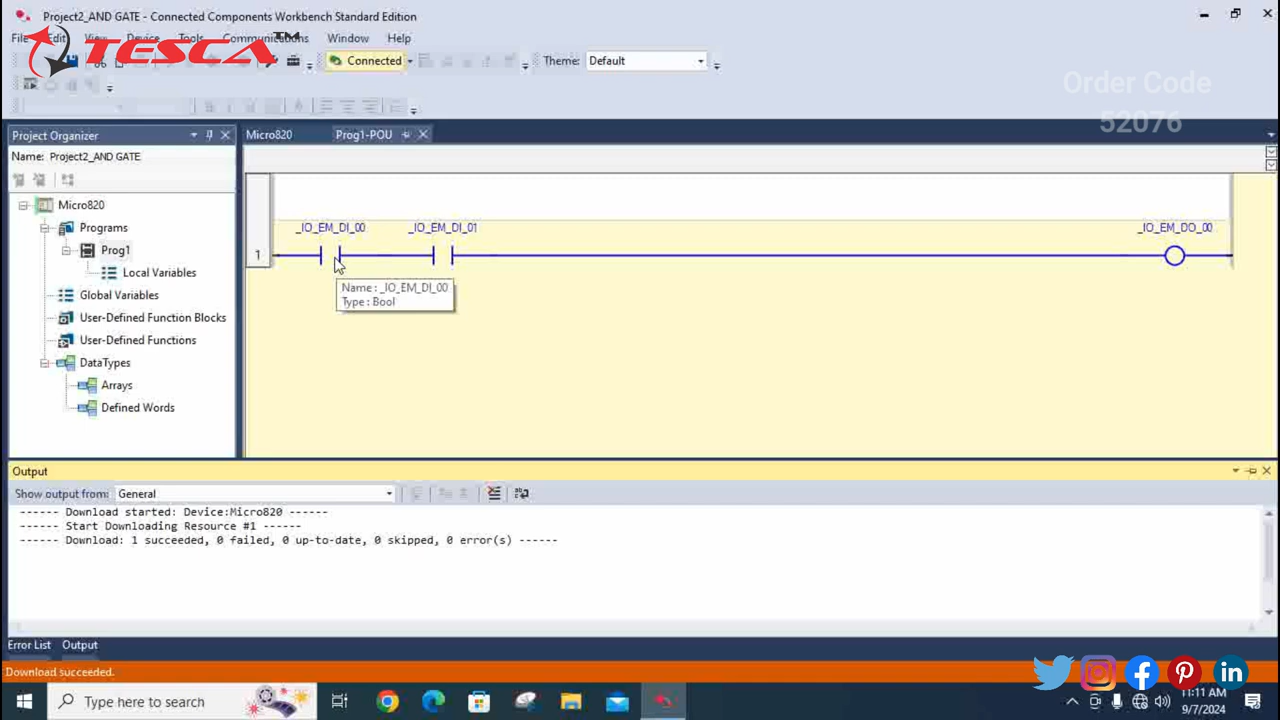 Project2_AND GATE - Connected Components Workbench Standard Edition
File Edit View Device Tools Communications Window Help
TESCA™
Connected
Theme: Default
Order Code
52076
Project Organizer
Name: Project2_AND GATE
Micro820
Programs
Prog1
Local Variables
Global Variables
User-Defined Function Blocks
User-Defined Functions
DataTypes
Arrays
Defined Words
Micro820 Prog1-POU
_IO_EM_DI_00 _IO_EM_DI_01 _IO_EM_DO_00
1
Name : _IO_EM_DI_00
Type : Bool
Output
Show output from: General
------ Download started: Device:Micro820 ------
------ Start Downloading Resource #1 ------
------ Download: 1 succeeded, 0 failed, 0 up-to-date, 0 skipped, 0 error(s) ------
Error List Output
Download succeeded.
Type here to search
11:11 AM
9/7/2024